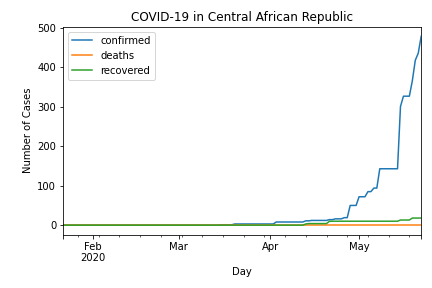 COVID-19 in Central African Republic
confirmed
deaths
recovered
500
400
300
200
100
0
Number of Cases
Feb
2020
Mar
Apr
May
Day